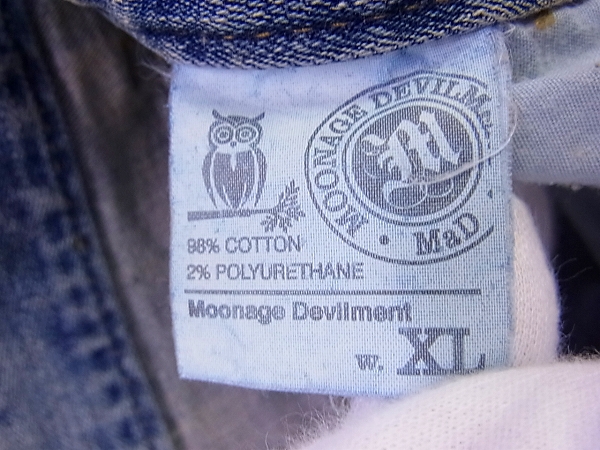 MOONAGE DEVILM
M
MaD
98% COTTON
2% POLYURETHANE
Moonage Devilment
W. XL